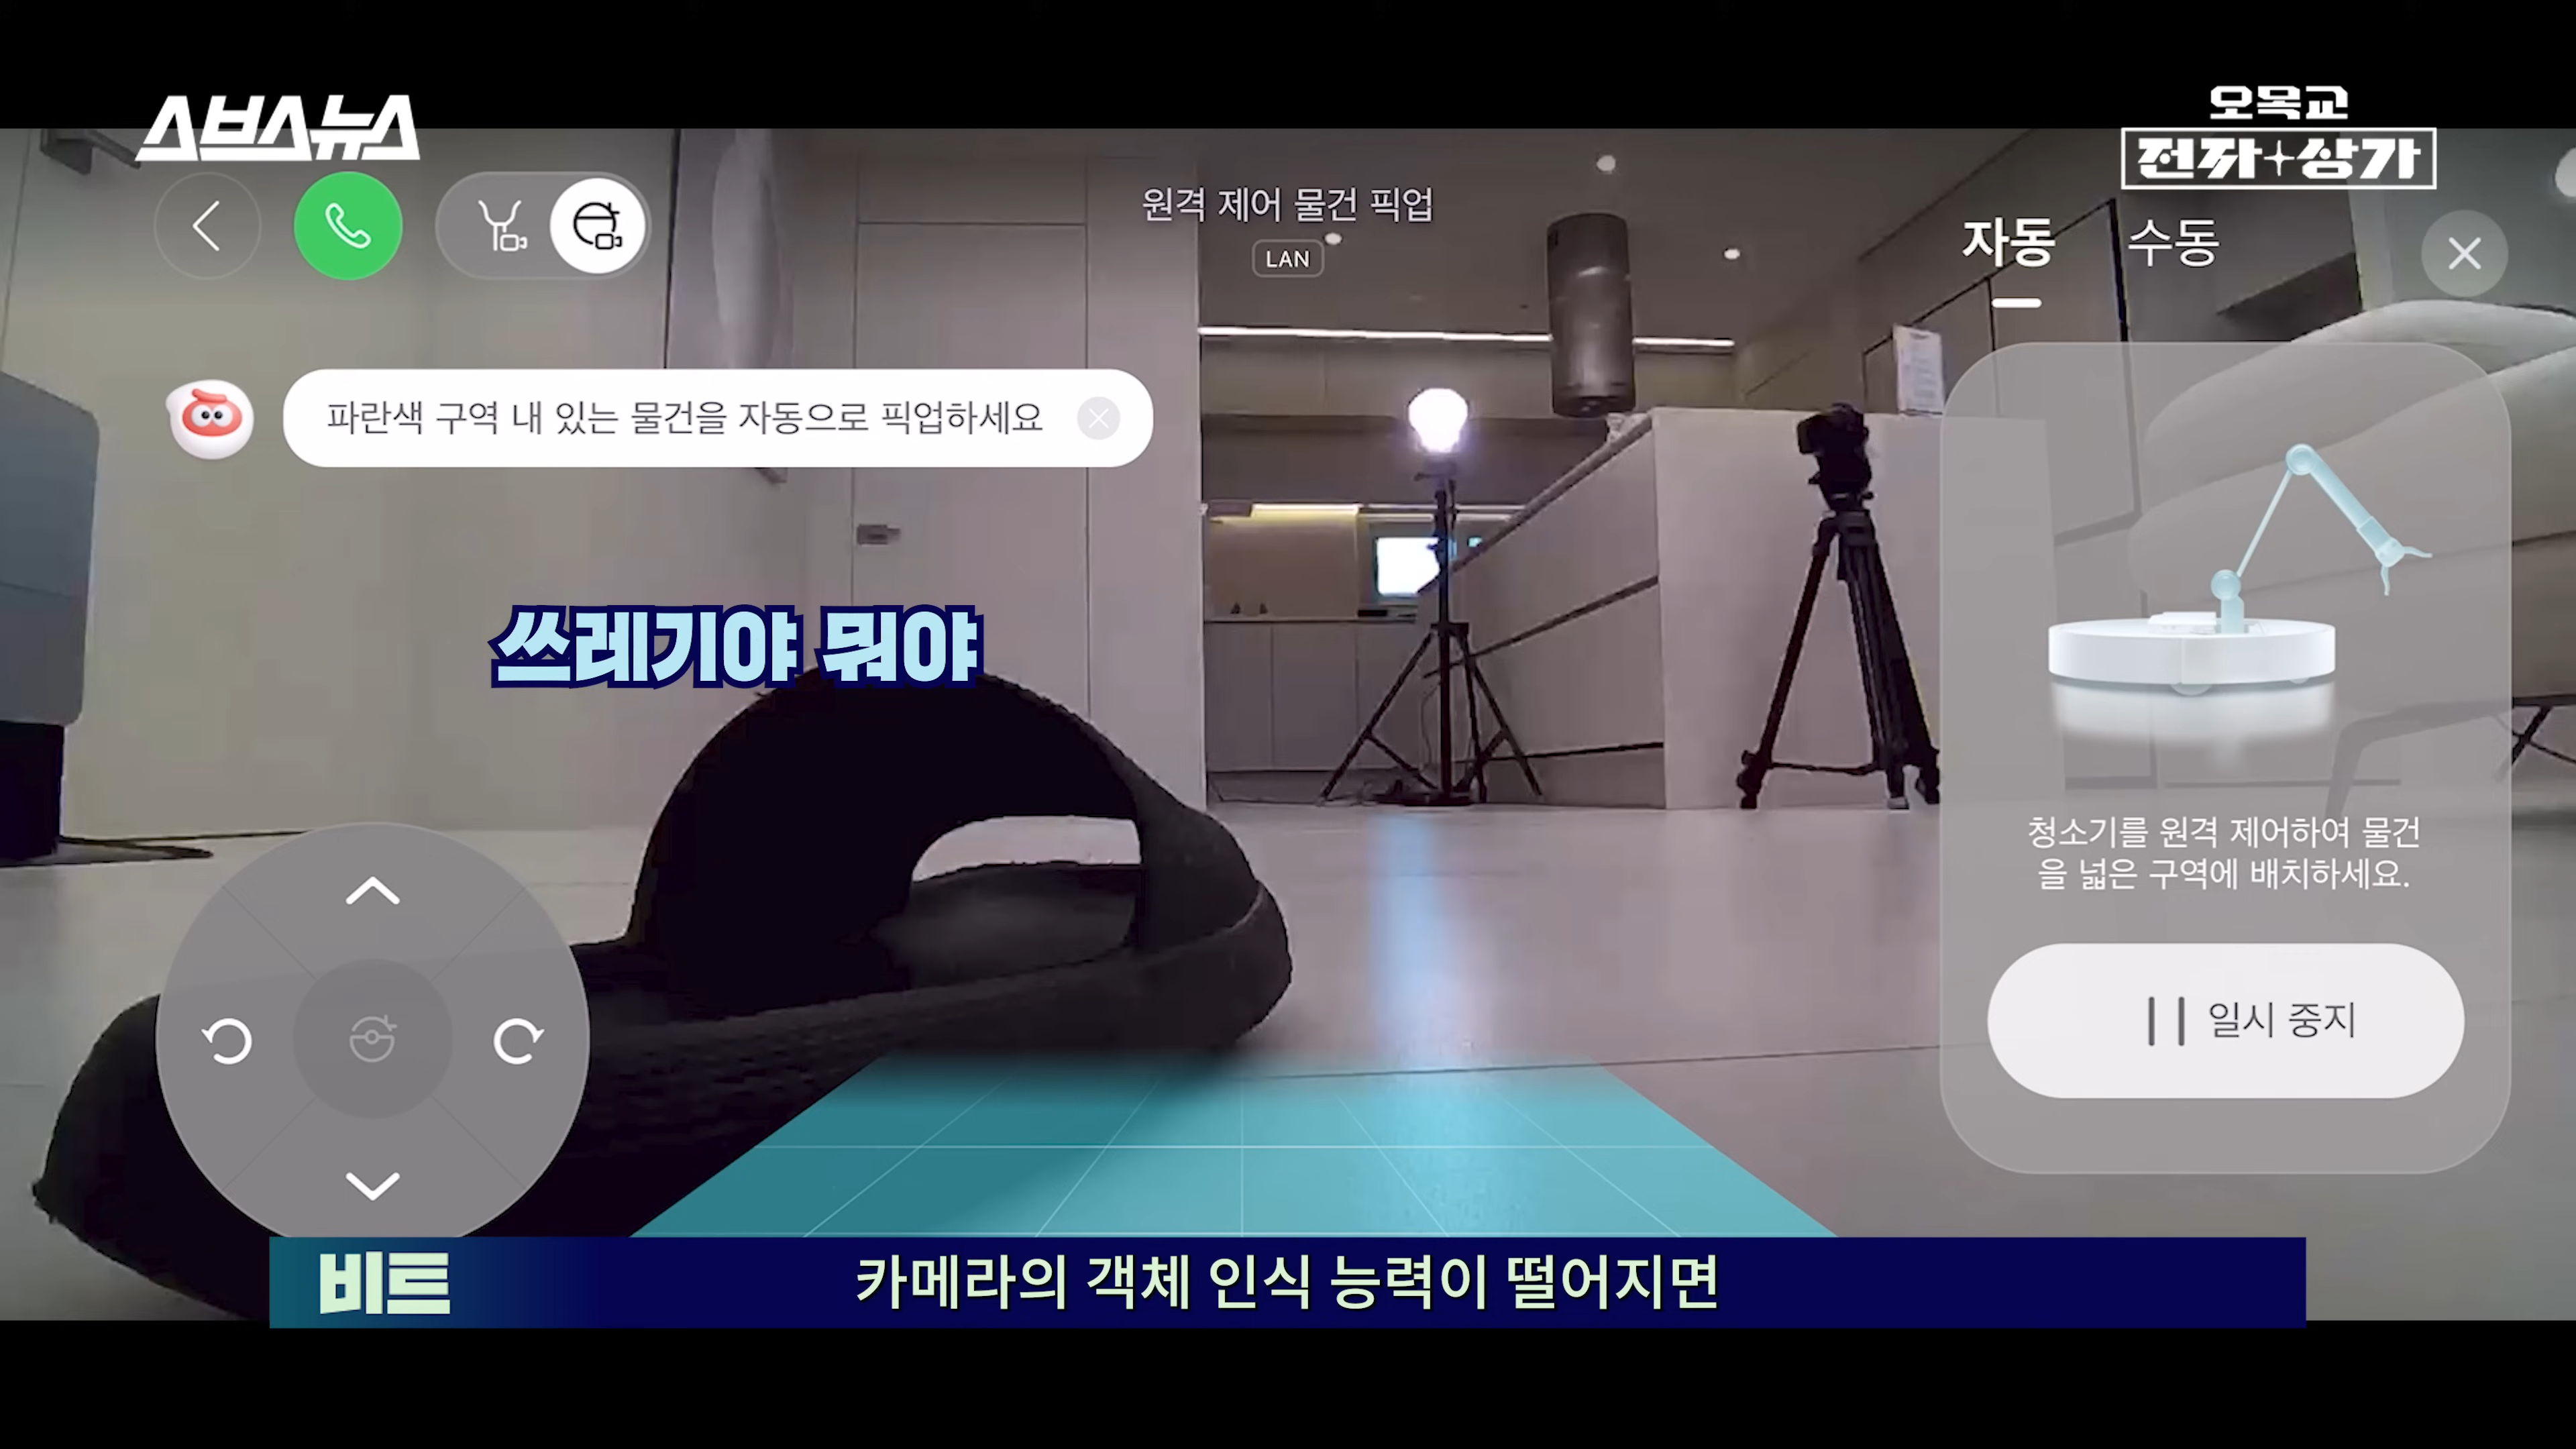 스브스뉴스
오목교
전자상가
원격 제어 물건 픽업
LAN
자동 수동
파란색 구역 내 있는 물건을 자동으로 픽업하세요
쓰레기야 뭐야
청소기를 원격 제어하여 물건
을 넓은 구역에 배치하세요.
일시 중지
비트
카메라의 객체 인식 능력이 떨어지면